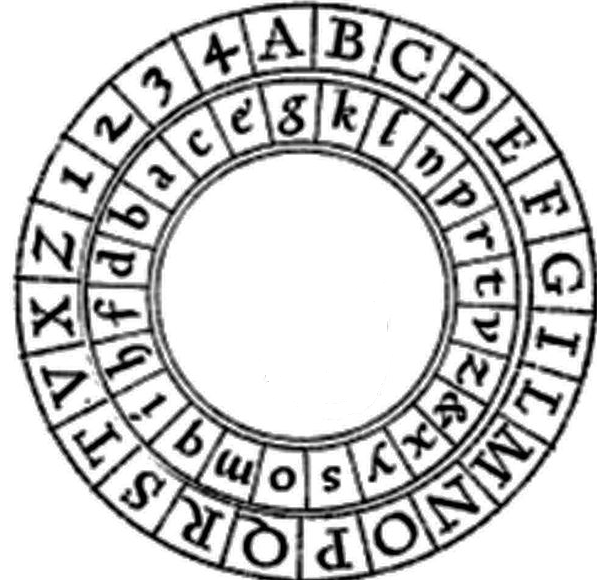 A B C D E F G I L M N O P Q R S T V X Z 1 2 3 4
g k l n p r t v z & x y s o m q i h f d b a c e